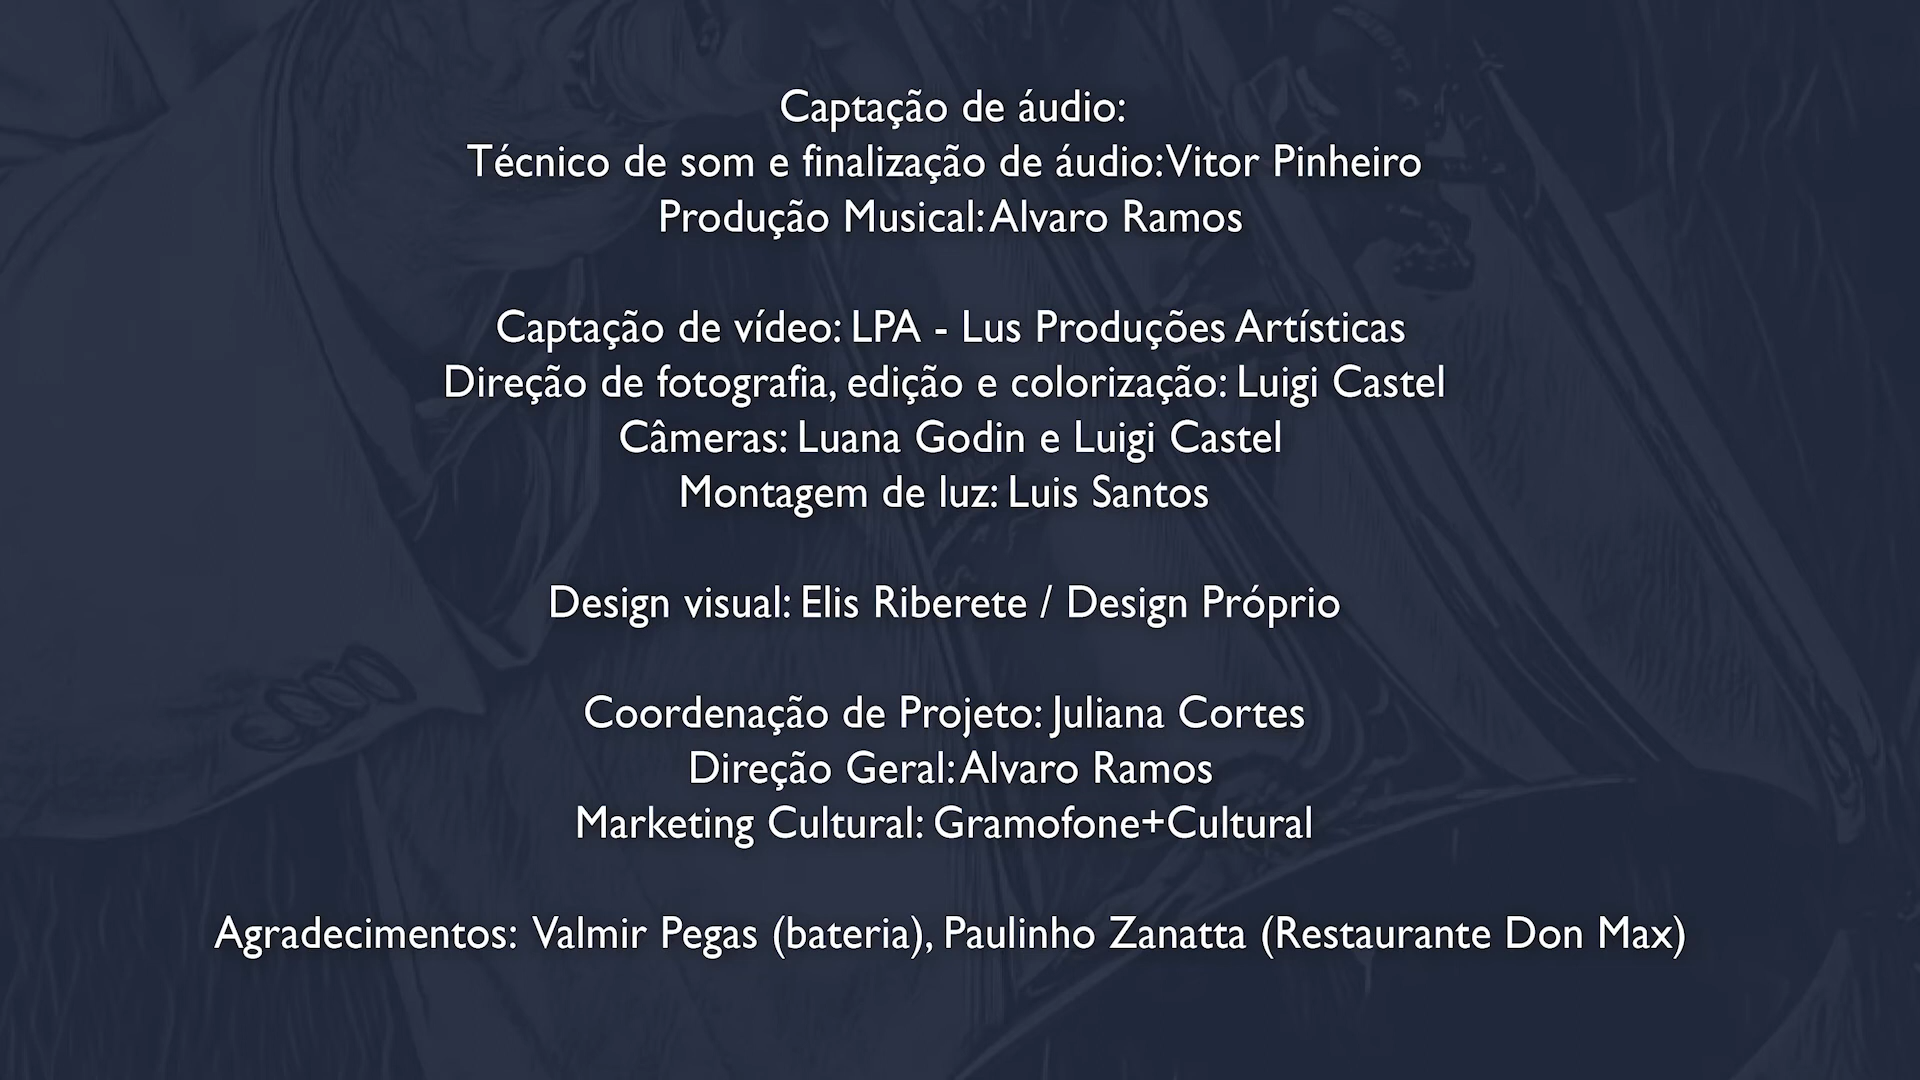 Captação de áudio:
Técnico de som e finalização de áudio: Vitor Pinheiro
Produção Musical: Alvaro Ramos
Captação de vídeo: LPA - Lus Produções Artísticas
Direção de fotografia, edição e colorização: Luigi Castel
Câmeras: Luana Godin e Luigi Castel
Montagem de luz: Luis Santos
Design visual: Elis Riberete / Design Próprio
Coordenação de Projeto: Juliana Cortes
Direção Geral: Alvaro Ramos
Marketing Cultural: Gramofone+Cultural
Agradecimentos: Valmir Pegas (bateria), Paulinho Zanatta (Restaurante Don Max)